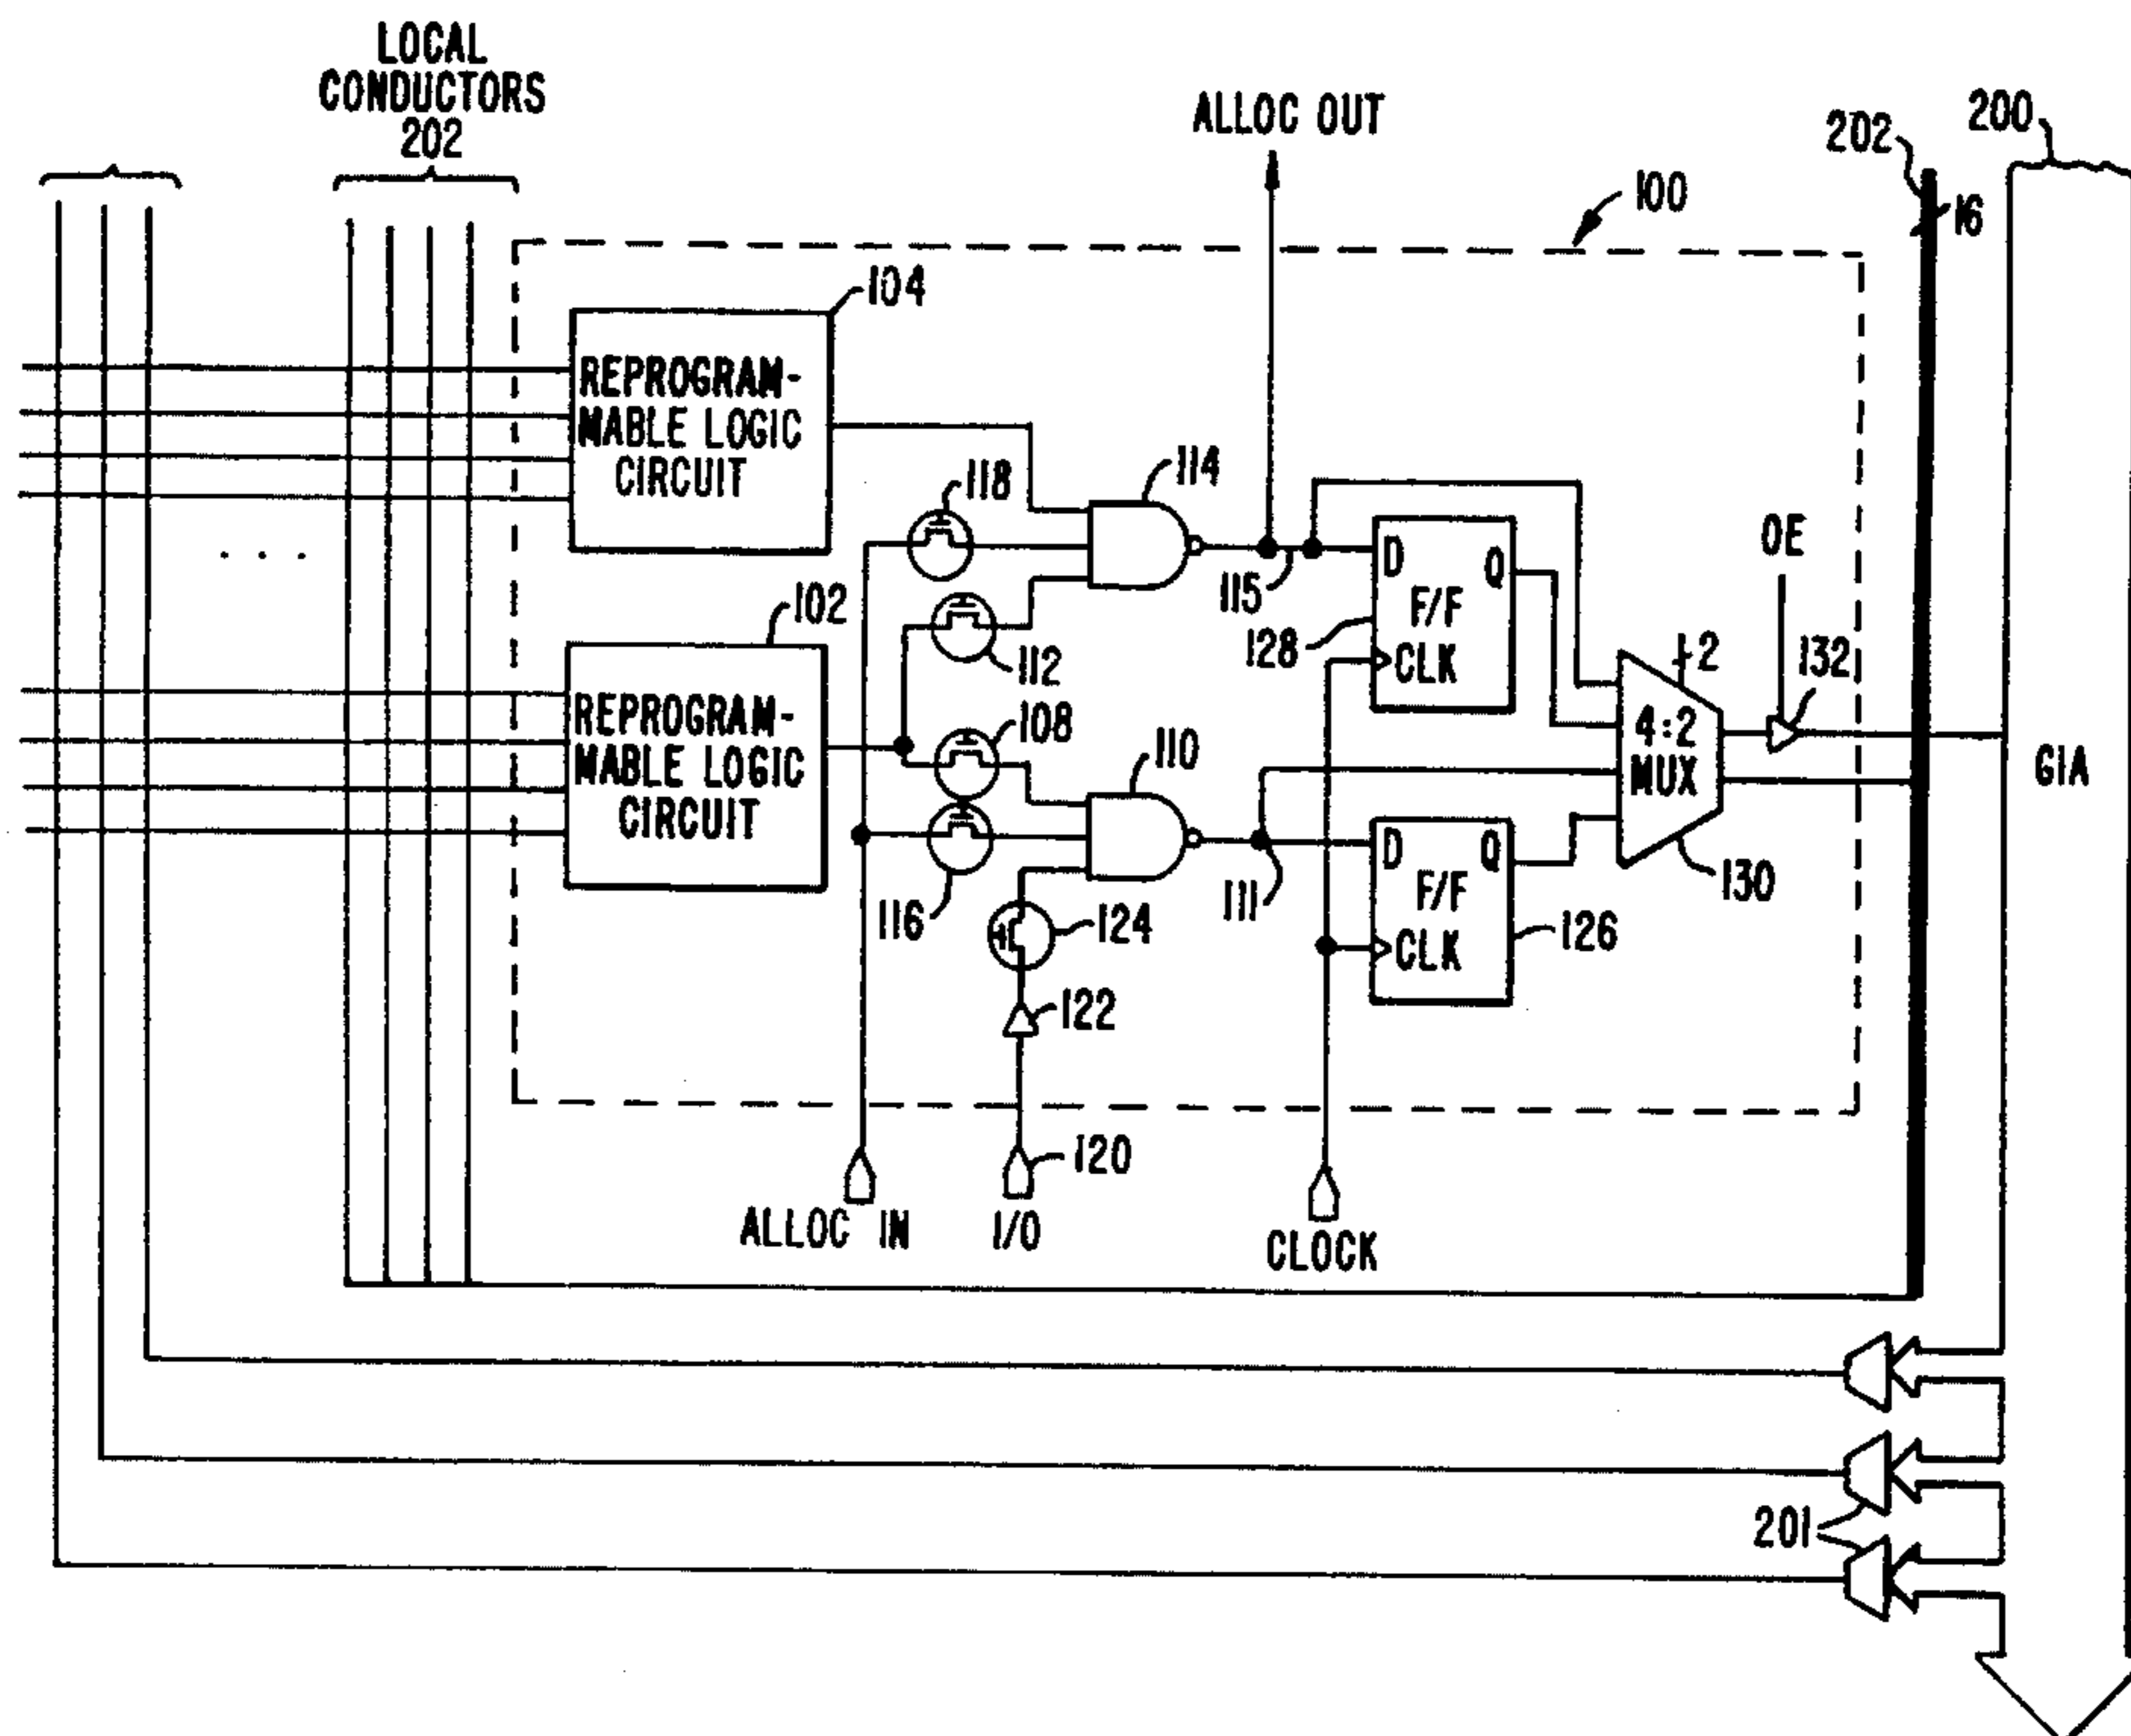 LOCAL
CONDUCTORS
202
ALLOC OUT
202
200
16
100
104
REPROGRAM-
MABLE LOGIC
CIRCUIT
118
114
OE
115
D
Q
F/F
CLK
128
112
102
REPROGRAM-
MABLE LOGIC
CIRCUIT
108
110
2
132
4:2
MUX
GIA
130
116
124
111
D
Q
F/F
CLK
126
122
120
ALLOC IN
I/O
CLOCK
201